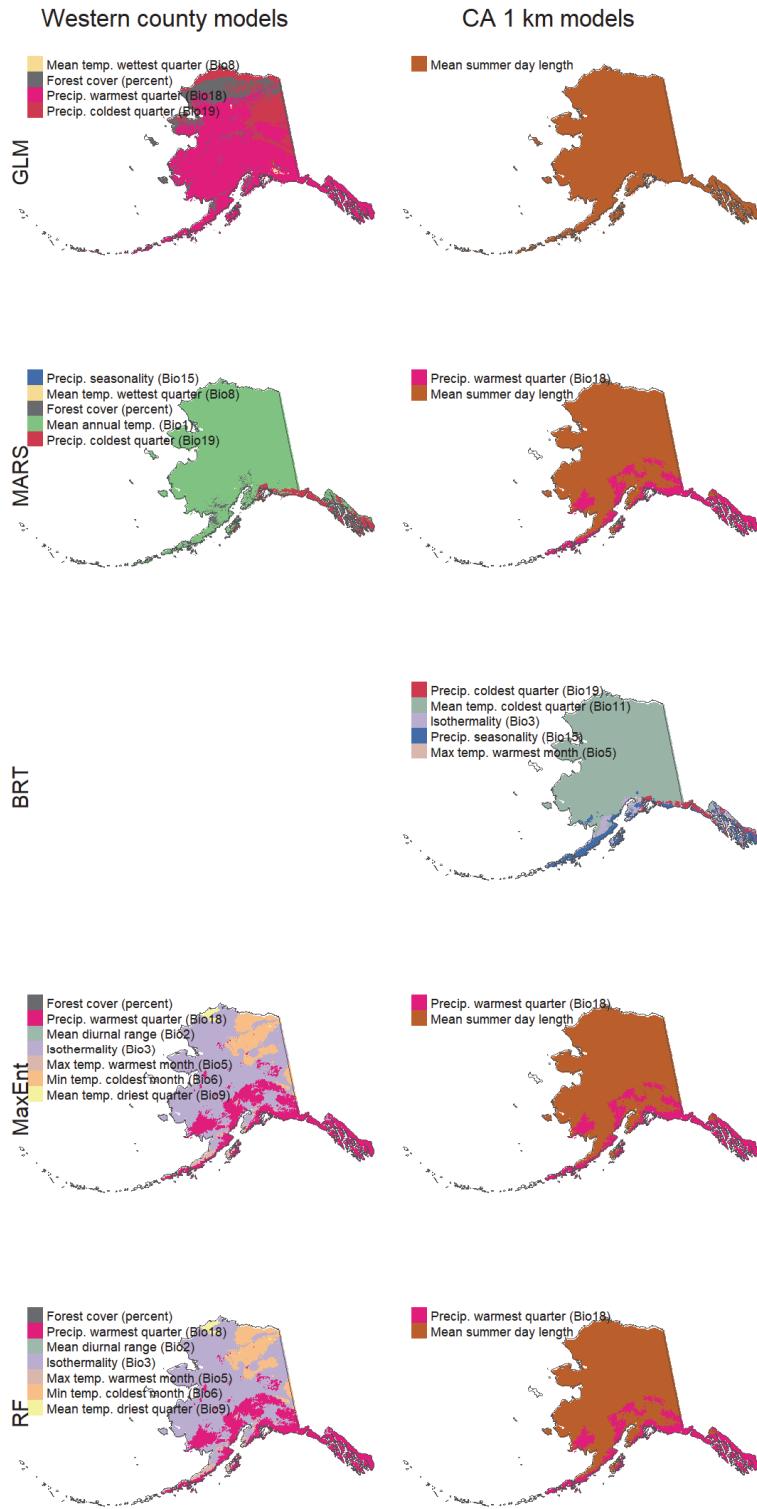 Western county models
CA 1 km models
GLM
Mean temp. wettest quarter (Bio8)
Forest cover (percent)
Precip. warmest quarter (Bio18)
Precip. coldest quarter (Bio19)
Mean summer day length
MARS
Precip. seasonality (Bio15)
Mean temp. wettest quarter (Bio8)
Forest cover (percent)
Mean annual temp. (Bio1)
Precip. coldest quarter (Bio19)
Precip. warmest quarter (Bio18)
Mean summer day length
BRT
Precip. coldest quarter (Bio19)
Mean temp. coldest quarter (Bio11)
Isothermality (Bio3)
Precip. seasonality (Bio15)
Max temp. warmest month (Bio5)
MaxEnt
Forest cover (percent)
Precip. warmest quarter (Bio18)
Mean diurnal range (Bio2)
Isothermality (Bio3)
Max temp. warmest month (Bio5)
Min temp. coldest month (Bio6)
Mean temp. driest quarter (Bio9)
Precip. warmest quarter (Bio18)
Mean summer day length
RF
Forest cover (percent)
Precip. warmest quarter (Bio18)
Mean diurnal range (Bio2)
Isothermality (Bio3)
Max temp. warmest month (Bio5)
Min temp. coldest month (Bio6)
Mean temp. driest quarter (Bio9)
Precip. warmest quarter (Bio18)
Mean summer day length